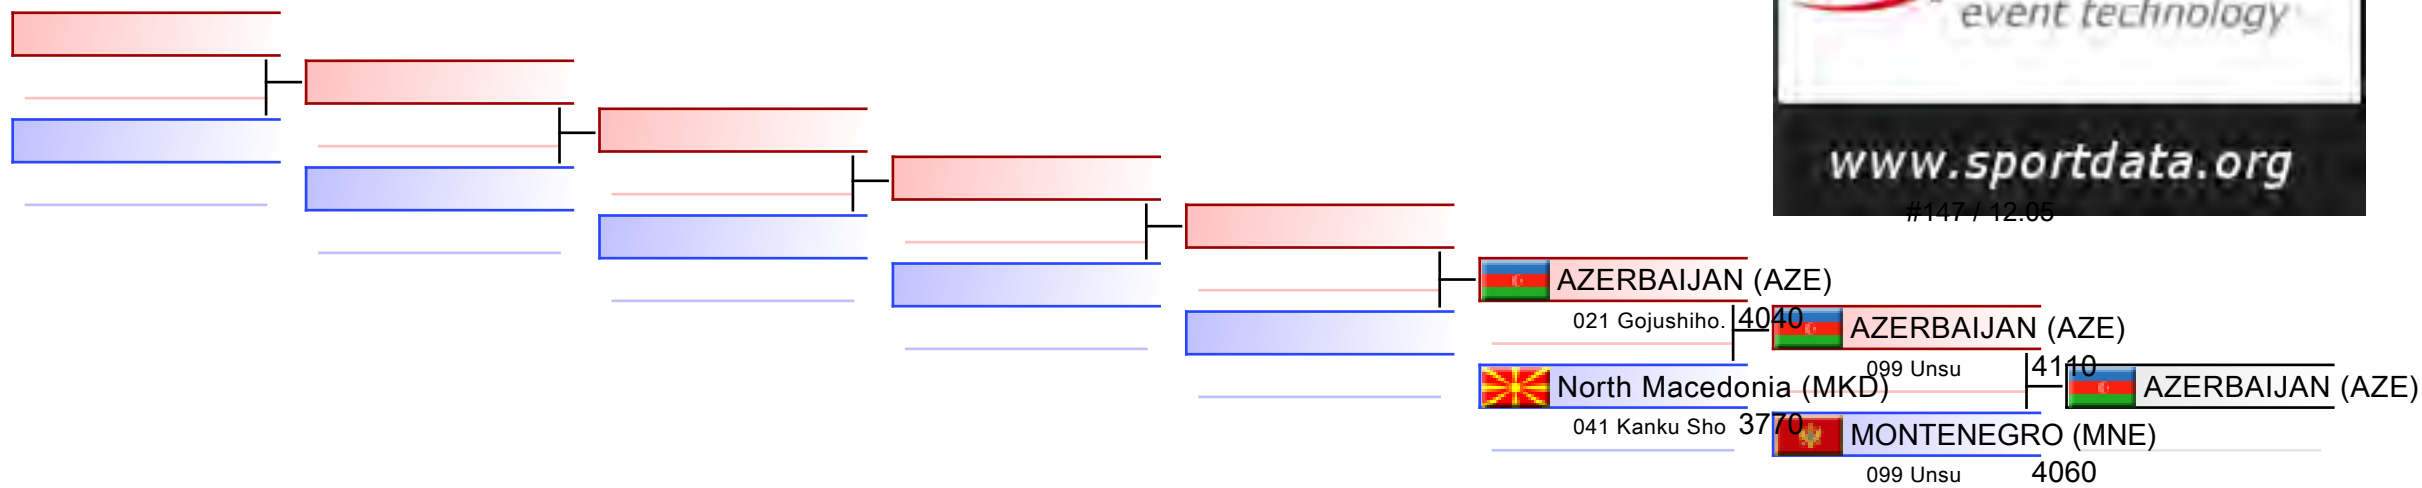 event technology
www.sportdata.org
#147 / 12.05
AZERBAIJAN (AZE)
021 Gojushiho. 4040
North Macedonia (MKD)
041 Kanku Sho 3770
AZERBAIJAN (AZE)
099 Unsu 4110
MONTENEGRO (MNE)
099 Unsu 4060
AZERBAIJAN (AZE)